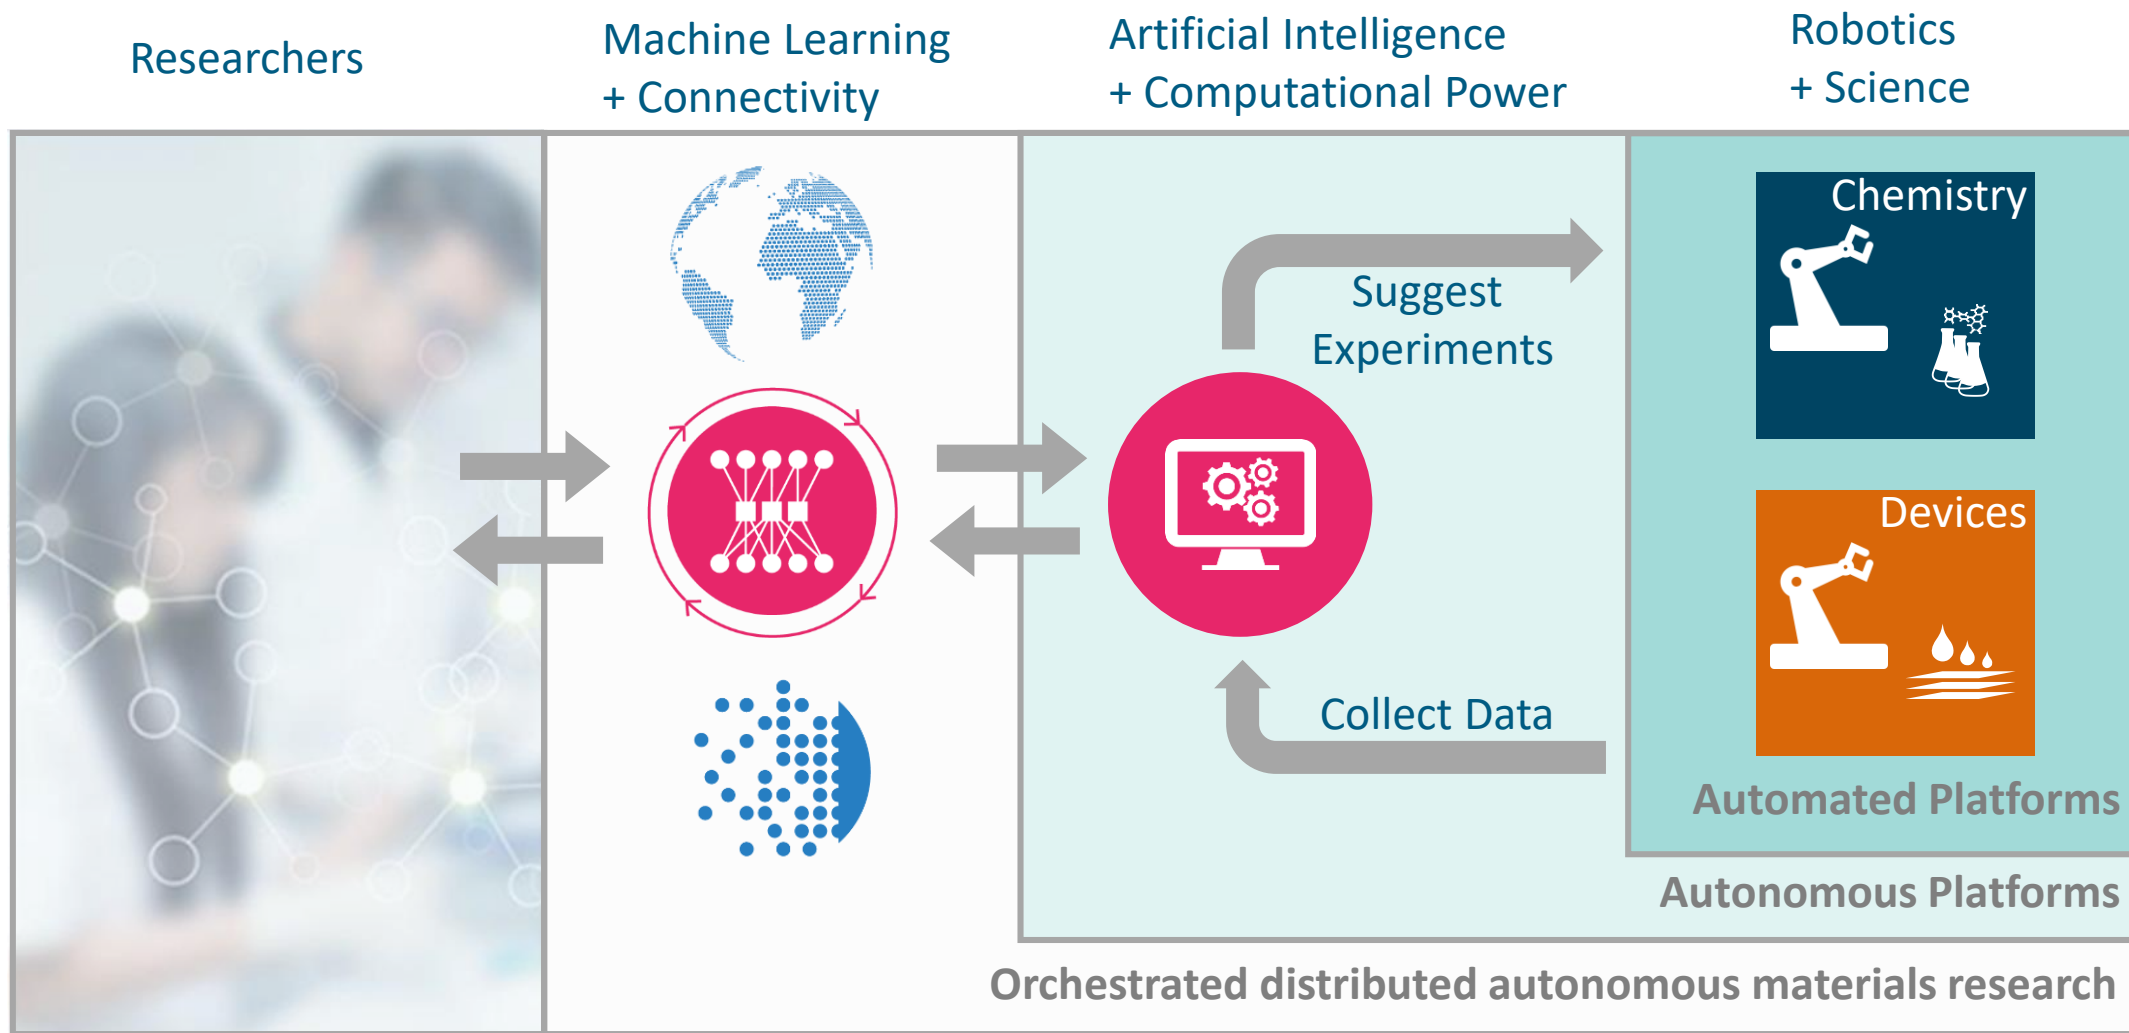 Researchers
Machine Learning
+ Connectivity
Artificial Intelligence
+ Computational Power
Robotics
+ Science
Chemistry
Suggest
Experiments
Devices
Collect Data
Automated Platforms
Autonomous Platforms
Orchestrated distributed autonomous materials research